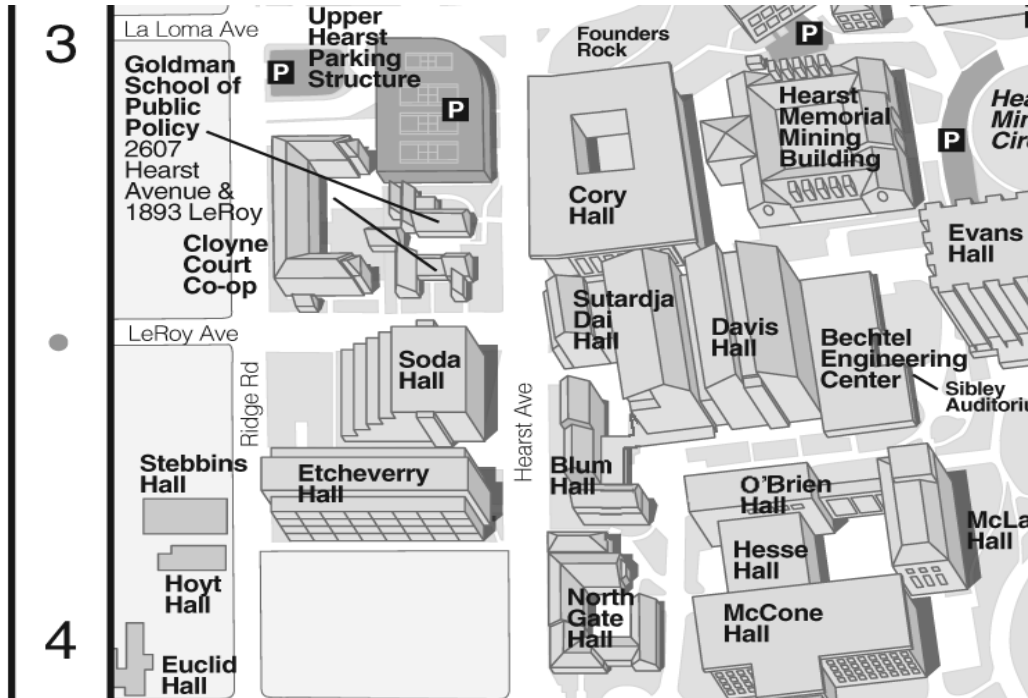 3
La Loma Ave
Goldman
School of
Public
Policy
2607
Hearst
Avenue &
1893 LeRoy
Upper
Hearst
Parking
Structure
P
P
Cloyne
Court
Co-op
LeRoy Ave
Founders
Rock
P
Hearst
Memorial
Mining
Building
P
Cory
Hall
Evans
Hall
Sutardja
Dai
Hall
Davis
Hall
Bechtel
Engineering
Center
Sibley
Soda
Hall
Ridge Rd
Hearst Ave
Stebbins
Hall
Etcheverry
Hall
Blum
Hall
O'Brien
Hall
Hall
Hesse
Hall
Hoyt
Hall
North
Gate
Hall
McCone
Hall
4
Euclid
Hall